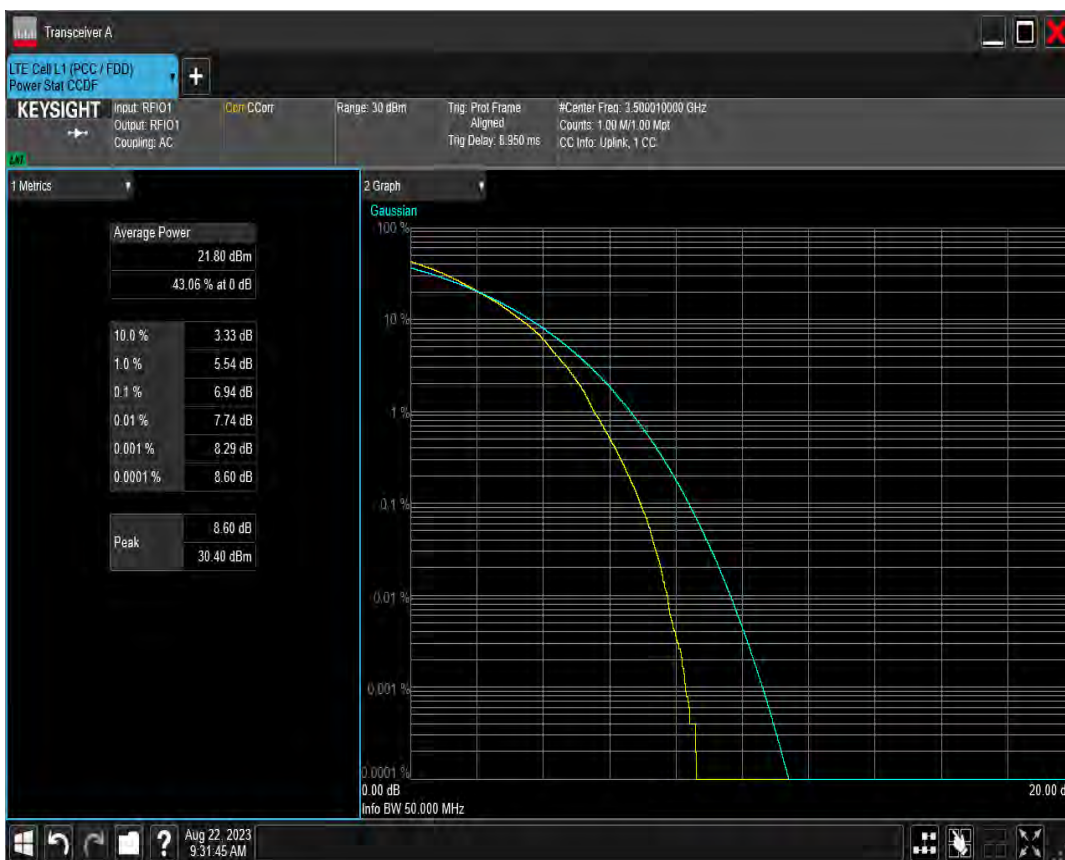 Transceiver A
LTE Cell L1 (PCC / FDD)
Power Stat CCDF
KEYSIGHT
Input: RFIO1
Output: RFIO1
Coupling: AC
Corr CCorr
Range: 30 dBm
Trig: Prot Frame
Aligned
Trig Delay: 8.950 ms
#Center Freq: 3.500010000 GHz
Counts: 1.00 M/1.00 Mpt
CC Info: Uplink, 1 CC
1 Metrics
Average Power
21.80 dBm
43.06 % at 0 dB
10.0 % 3.33 dB
1.0 % 5.54 dB
0.1 % 6.94 dB
0.01 % 7.74 dB
0.001 % 8.29 dB
0.0001 % 8.60 dB
Peak
8.60 dB
30.40 dBm
2 Graph
Gaussian
100 %
10 %
1 %
0.1 %
0.01 %
0.001 %
0.0001 %
0.00 dB
20.00 d
Info BW 50.000 MHz
Aug 22, 2023
9:31:45 AM